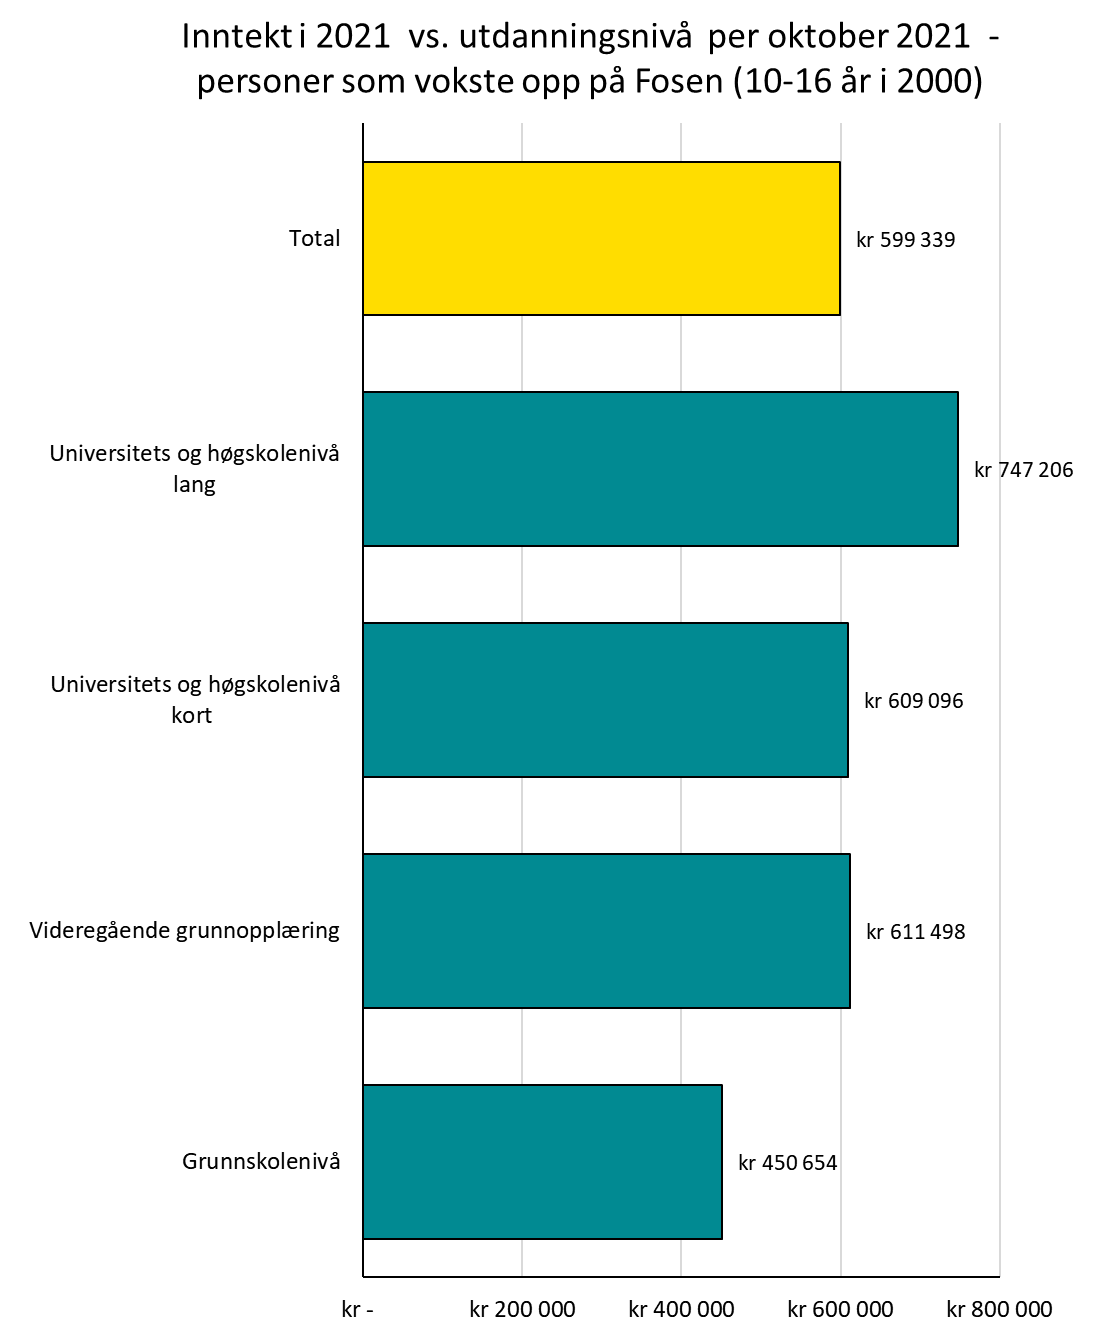 Inntekt i 2021 vs. utdanningsnivå per oktober 2021 -
personer som vokste opp på Fosen (10-16 år i 2000)
Total
kr 599 339
Universitets og høgskolenivå
lang
kr 747 206
Universitets og høgskolenivå
kort
kr 609 096
Videregående grunnopplæring
kr 611 498
Grunnskolenivå
kr 450 654
kr -
kr 200 000
kr 400 000
kr 600 000
kr 800 000